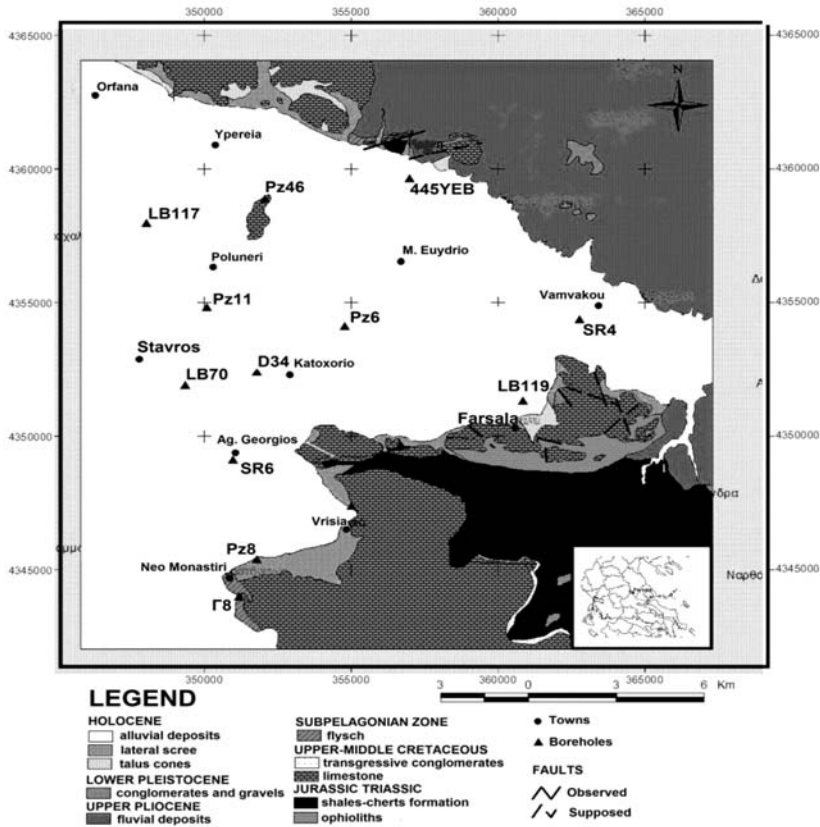 350000 355000 360000 365000
4365000 4365000
N
Orfana
Ypereia
4360000 4360000
445YEB
Pz46
LB117
M. Euydrio
Poluneri
Vamvakou
4355000 4355000
Pz11
Pz6
SR4
Stavros
D34
Katoxorio
LB70
LB119
Farsala
4350000 4350000
Ag. Georgios
SR6
νδρα
Vrisia
Pz8
Neo Monastiri
4345000 4345000
Ναρθο
Γ8
350000 355000 360000 365000
3 0 3 6 Km
LEGEND
HOLOCENE
alluvial deposits
lateral scree
talus cones
LOWER PLEISTOCENE
conglomerates and gravels
UPPER PLIOCENE
fluvial deposits
SUBPELAGONIAN ZONE
flysch
UPPER-MIDDLE CRETACEOUS
transgressive conglomerates
limestone
JURASSIC TRIASSIC
shales-cherts formation
ophioliths
Towns
Boreholes
FAULTS
Observed
Supposed